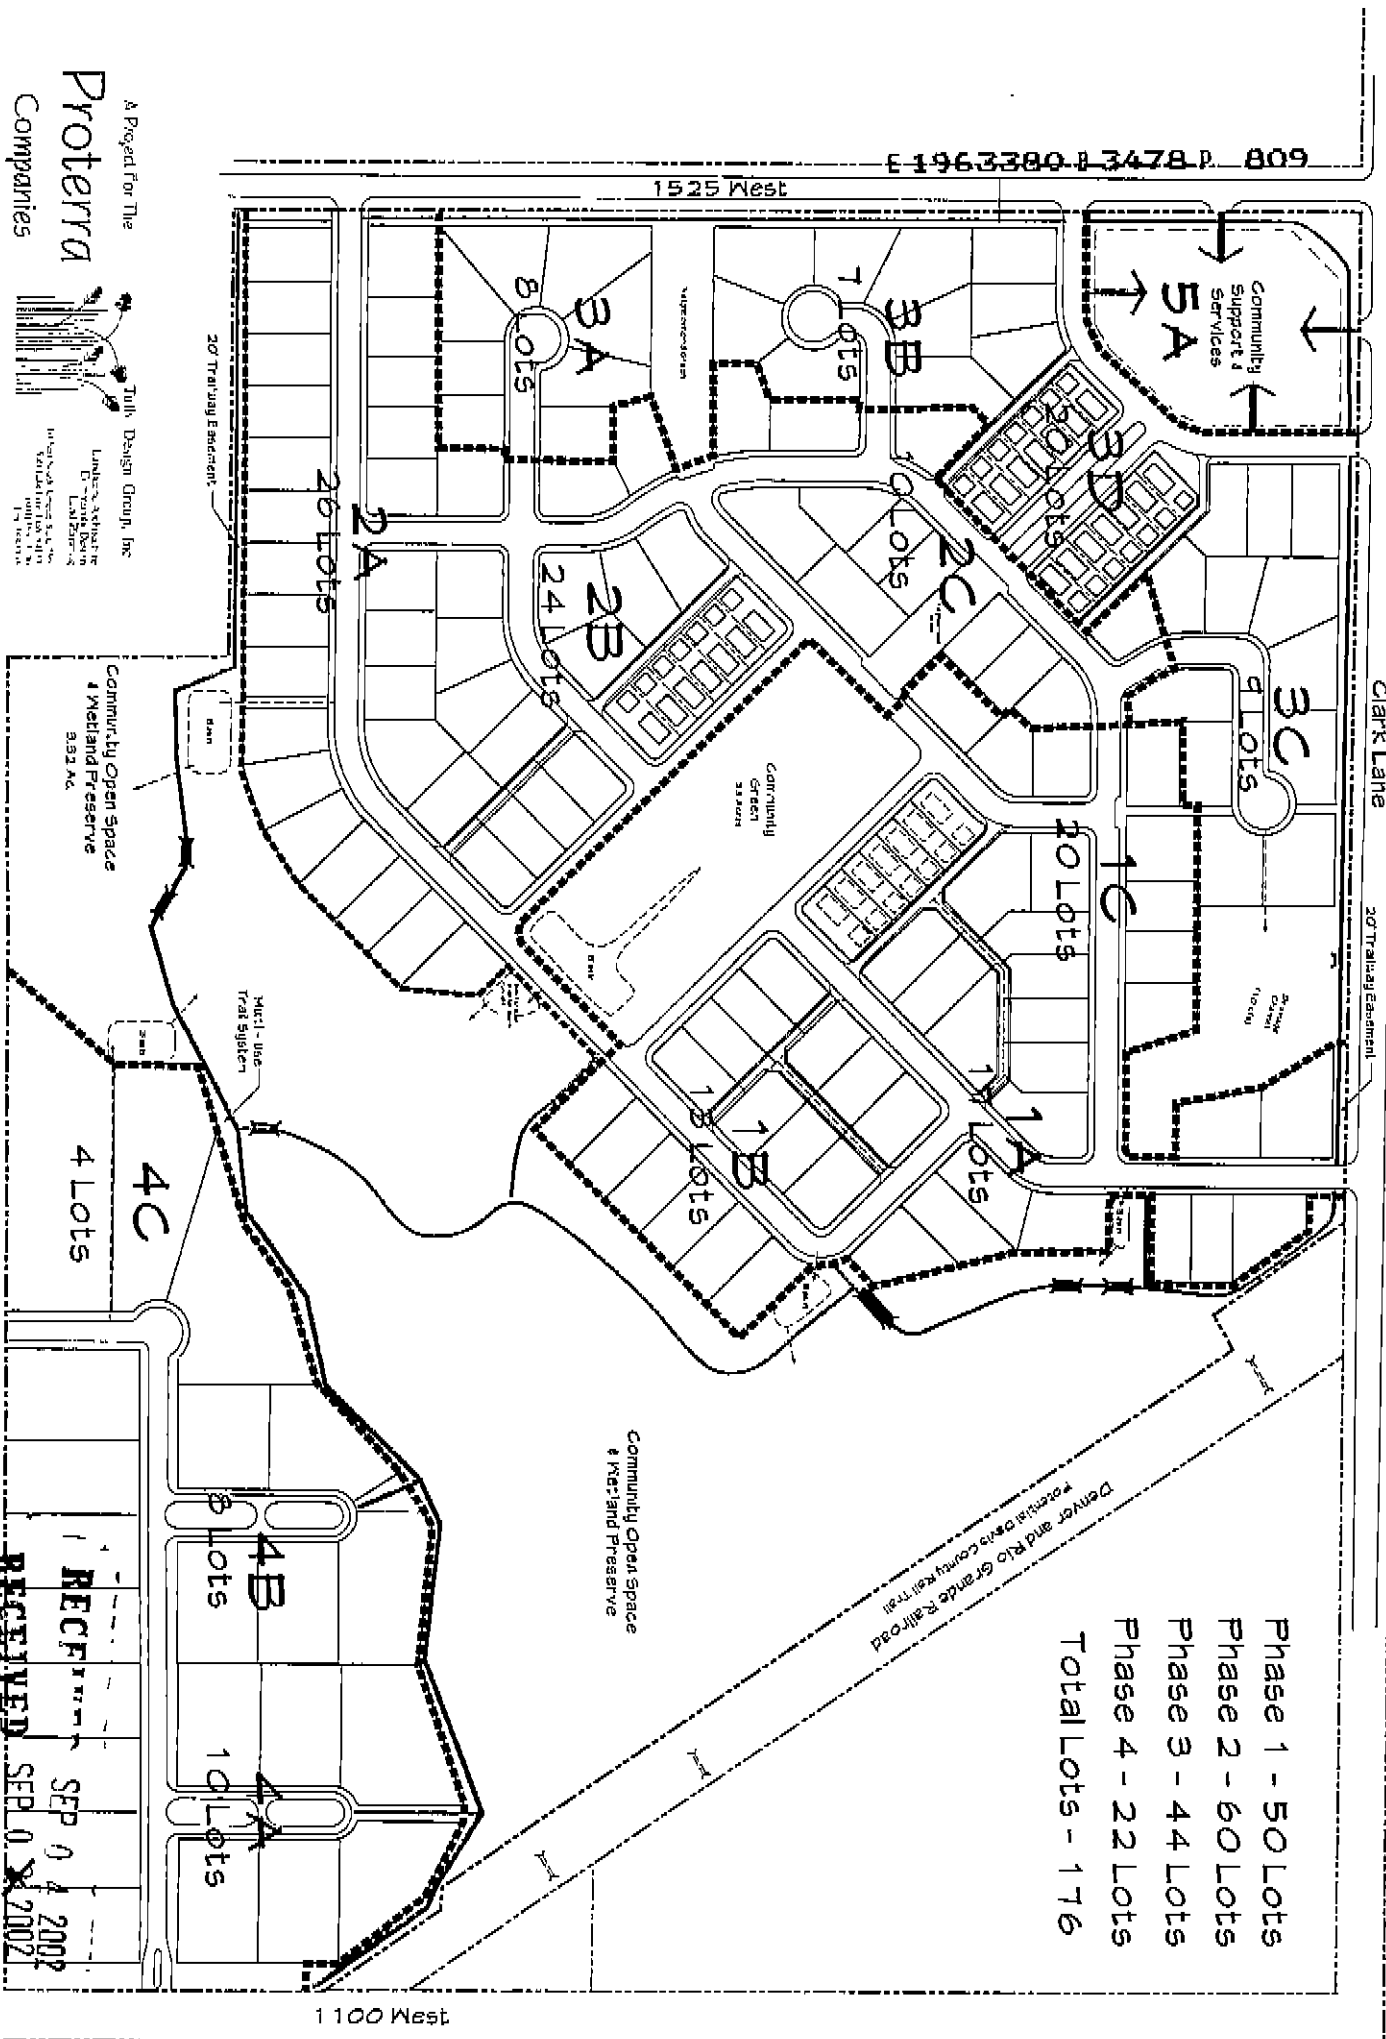 E 1963380 B 3478 P 809
1525 West
Clark Lane
20' Trailway Easement
Community
Support &
Services
5A
3A
8 Lots
3B
7 Lots
3D
20 Lots
3C
9 Lots
2A
26 Lots
2B
24 Lots
2C
10 Lots
1C
20 Lots
1A
Lots
1B
Lots
Community
Green
20' Trailway Easement
Community Open Space
& Wetland Preserve
Multi-Use
Trail System
4C
4 Lots
4B
8 Lots
4A
10 Lots
Community Open Space
& Wetland Preserve
Denver and Rio Grande Railroad
Potential Davis County Rail Trail
Phase 1 - 50 Lots
Phase 2 - 60 Lots
Phase 3 - 44 Lots
Phase 4 - 22 Lots
Total Lots - 176
1100 West
A Project For The
Proterra
Companies
Design Group, Inc
SEP 0 4 2002
RECEIVED
SEP 0 2002